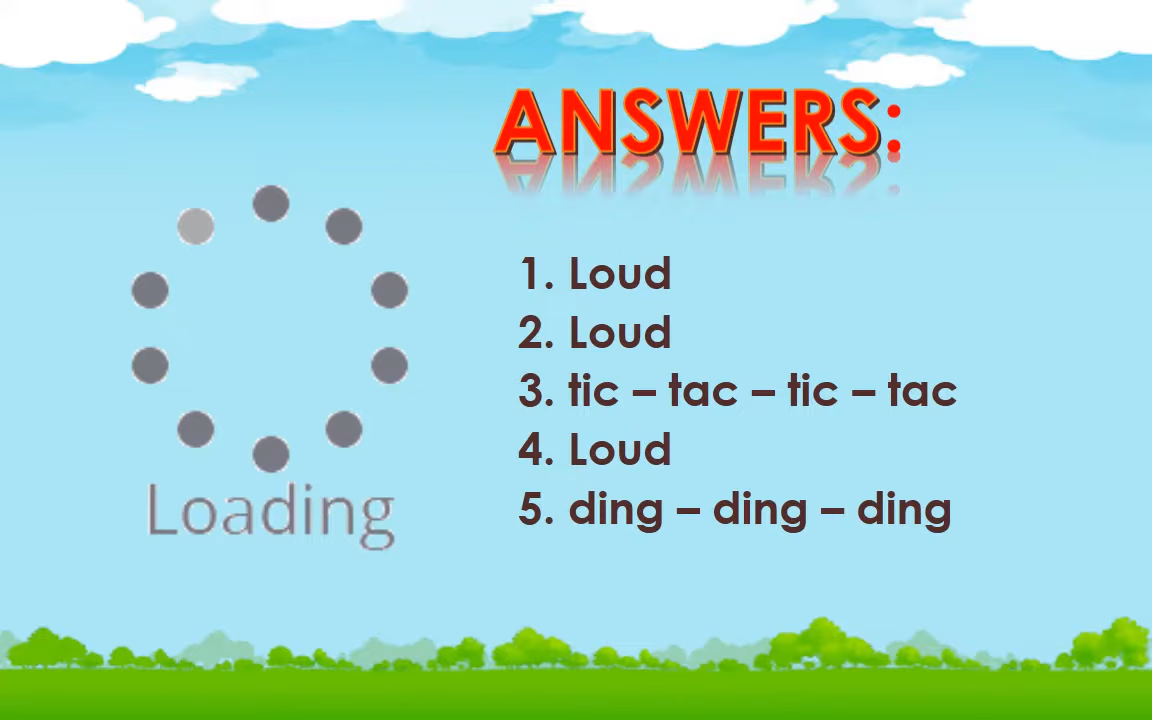 ANSWERS:
1. Loud
2. Loud
3. tic – tac – tic – tac
4. Loud
5. ding – ding – ding
Loading